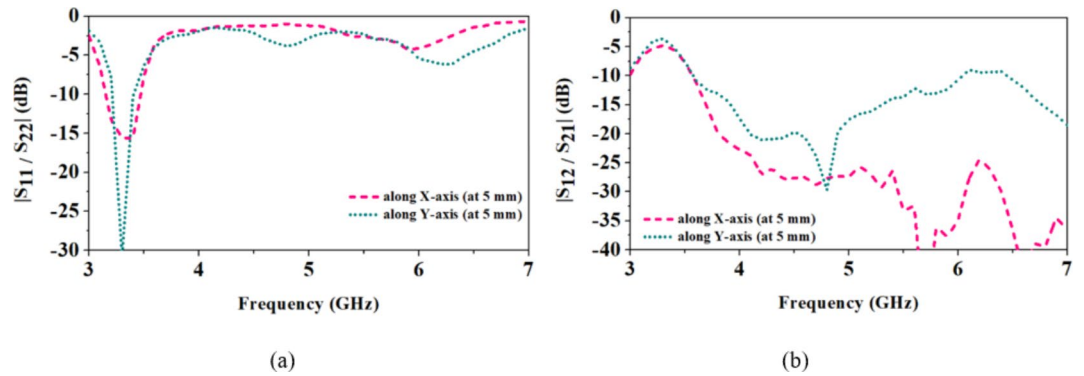 0
-5
-10
-15
-20
-25
-30
|S11 / S22| (dB)
along X-axis (at 5 mm)
along Y-axis (at 5 mm)
3 4 5 6 7
Frequency (GHz)
(a)
0
-5
-10
-15
-20
-25
-30
-35
-40
|S12 / S21| (dB)
along X-axis (at 5 mm)
along Y-axis (at 5 mm)
3 4 5 6 7
Frequency (GHz)
(b)